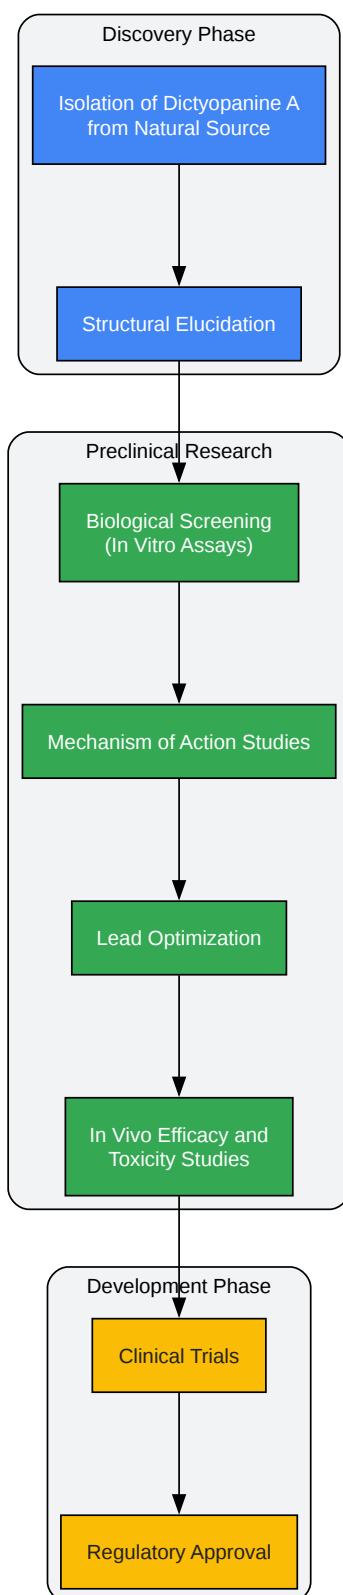 Discovery Phase
Isolation of Dictyopanine A
from Natural Source
Structural Elucidation
Preclinical Research
Biological Screening
(In Vitro Assays)
Mechanism of Action Studies
Lead Optimization
In Vivo Efficacy and
Toxicity Studies
Development Phase
Clinical Trials
Regulatory Approval